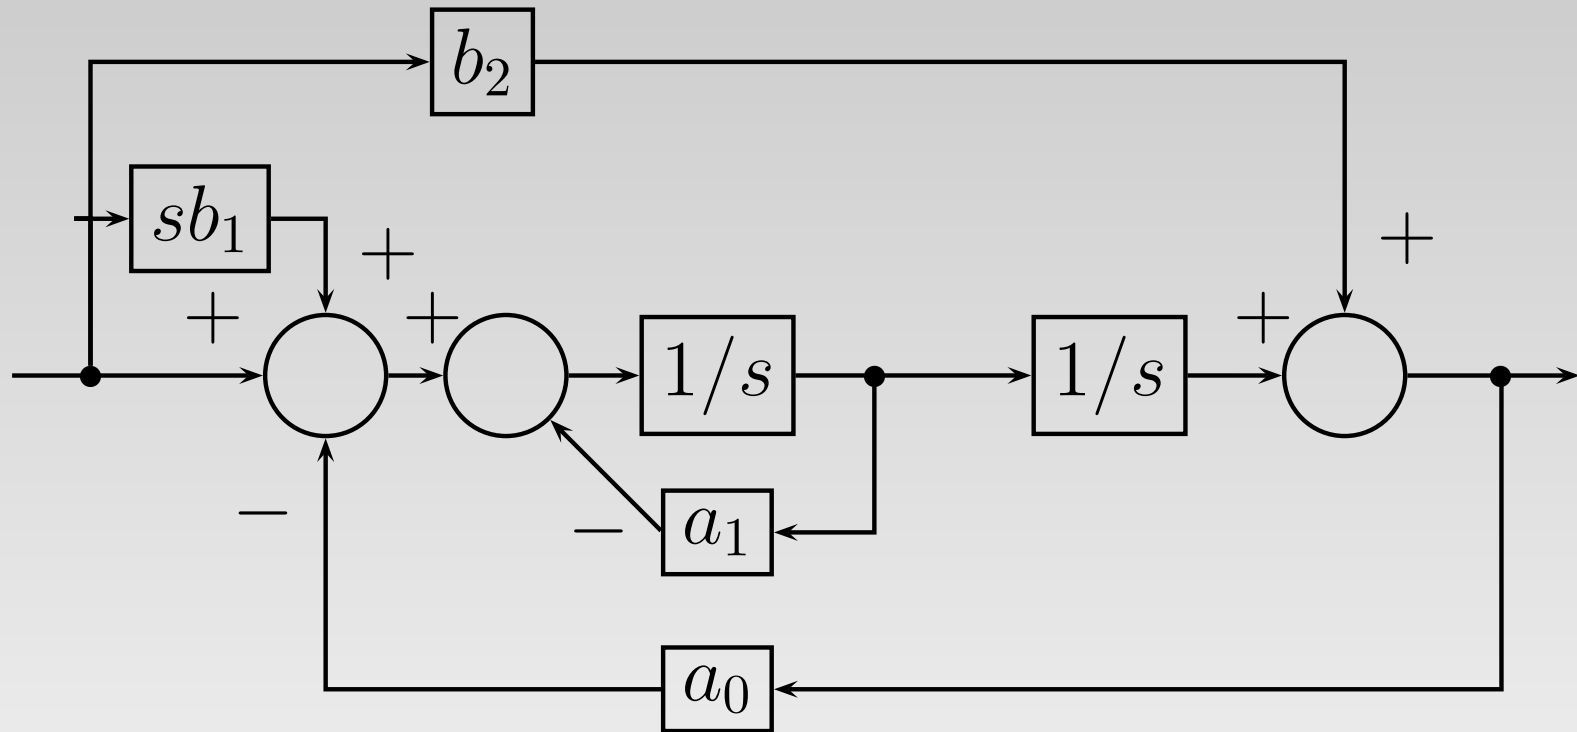 b₂
sb₁
+
+
+
+
+
1/s
1/s
−
−
a₁
a₀